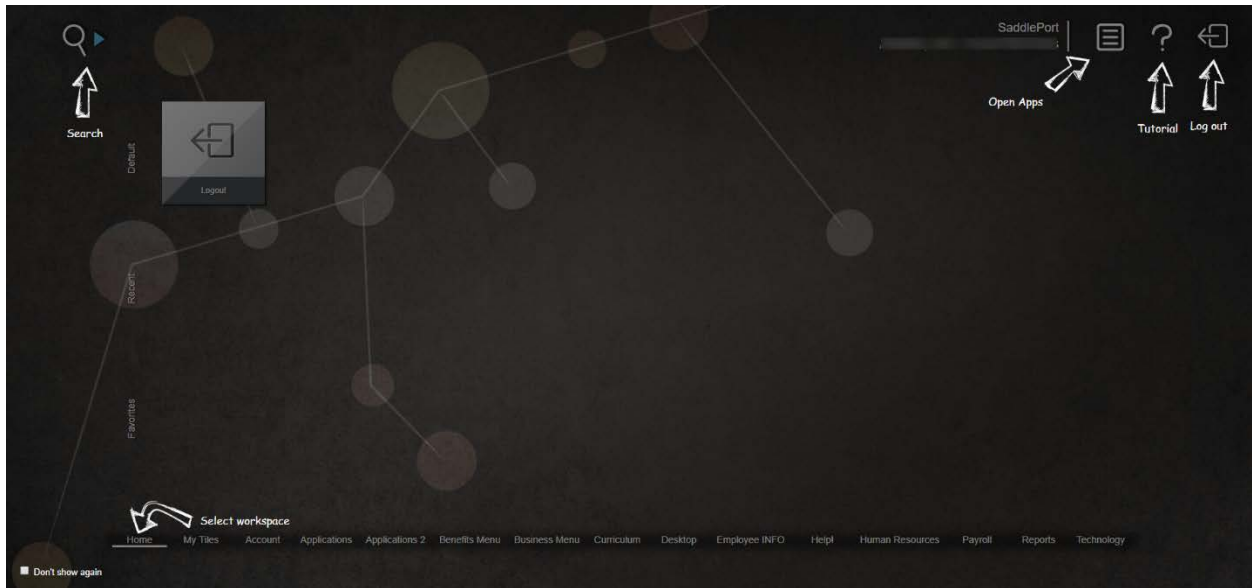 SaddlePort
Open Apps
Search
Tutorial
Log out
Default
Logout
Recent
Favorites
Select workspace
Home My Tiles Account Applications Applications 2 Benefits Menu Business Menu Curriculum Desktop Employee INFO Help! Human Resources Payroll Reports Technology
Don't show again